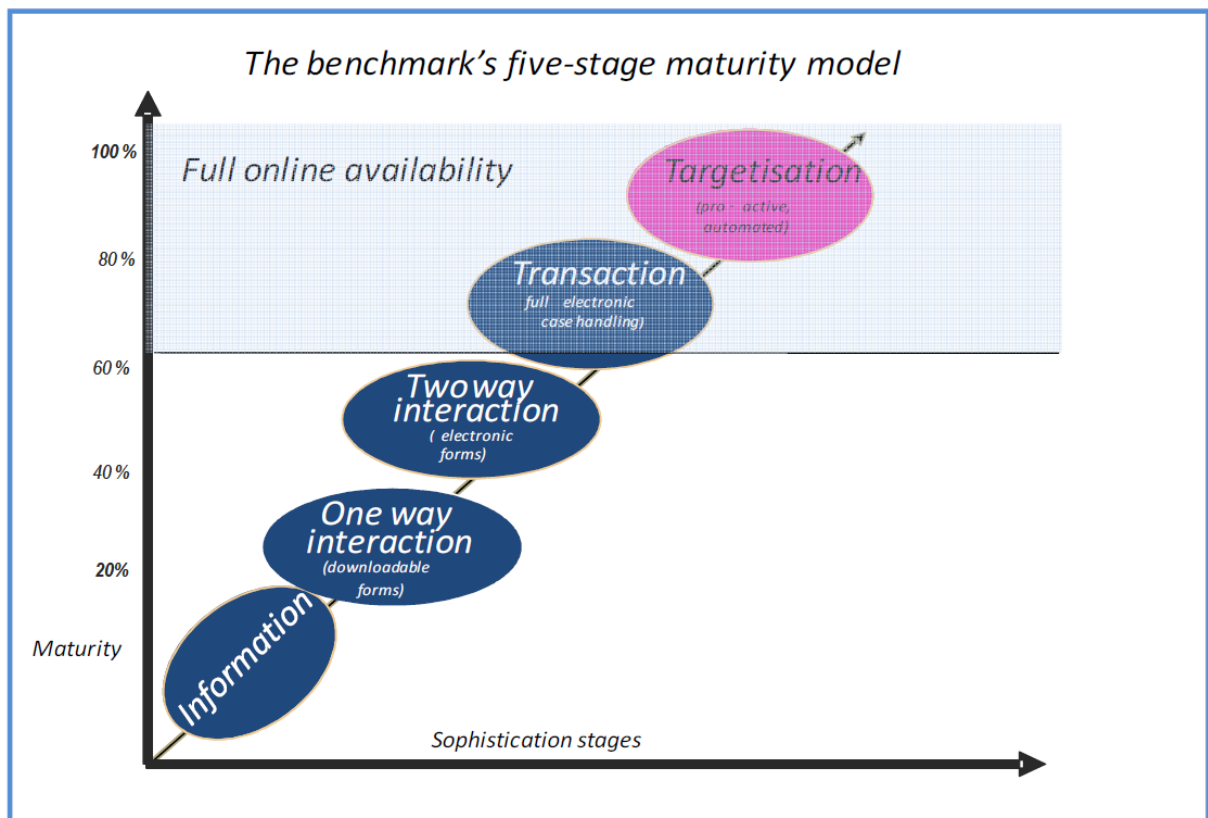 The benchmark’s five-stage maturity model
100 %
Full online availability
Targetisation
(pro - active,
automated)
80 %
Transaction
full electronic
case handling)
60 %
Two way
interaction
( electronic
forms)
40 %
One way
interaction
(downloadable
forms)
20%
Information
Maturity
Sophistication stages